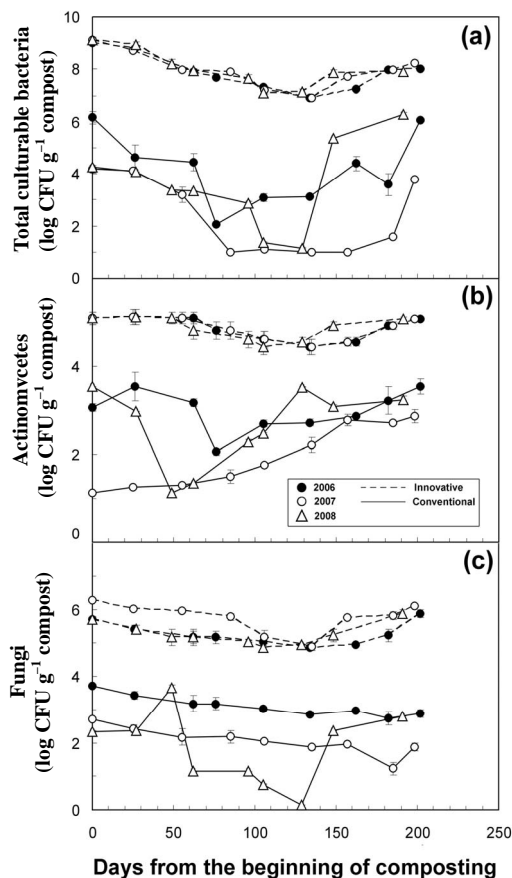 10
(a)
8
6
4
2
0
Total culturable bacteria
(log CFU g⁻¹ compost)
(b)
4
2
0
Actinomvcetes
(log CFU g⁻¹ compost)
2006
2007
2008
Innovative
Conventional
(c)
6
4
2
0
Fungi
(log CFU g⁻¹ compost)
0 50 100 150 200 250
Days from the beginning of composting